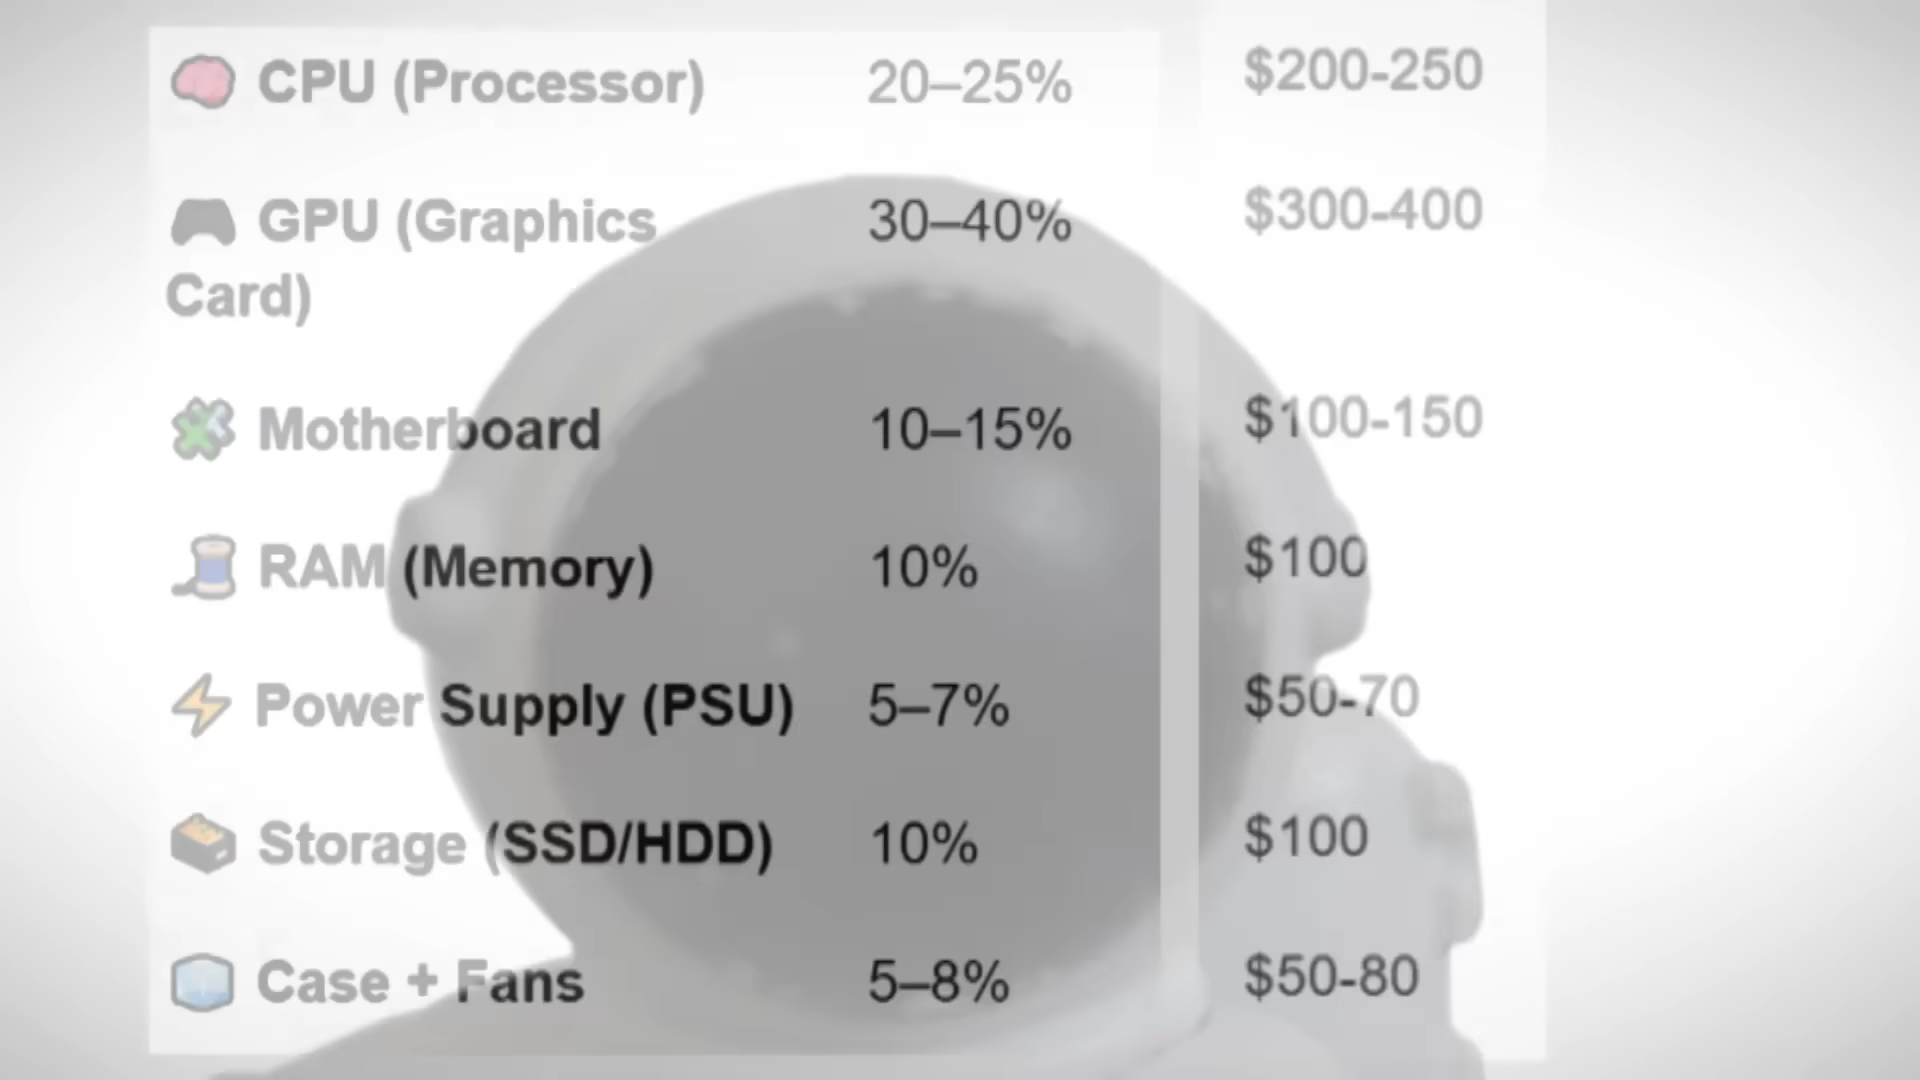 CPU (Processor) 20–25% $200-250
GPU (Graphics 30–40% $300-400
Card)
Motherboard 10–15% $100-150
RAM (Memory) 10% $100
Power Supply (PSU) 5–7% $50-70
Storage (SSD/HDD) 10% $100
Case + Fans 5–8% $50-80